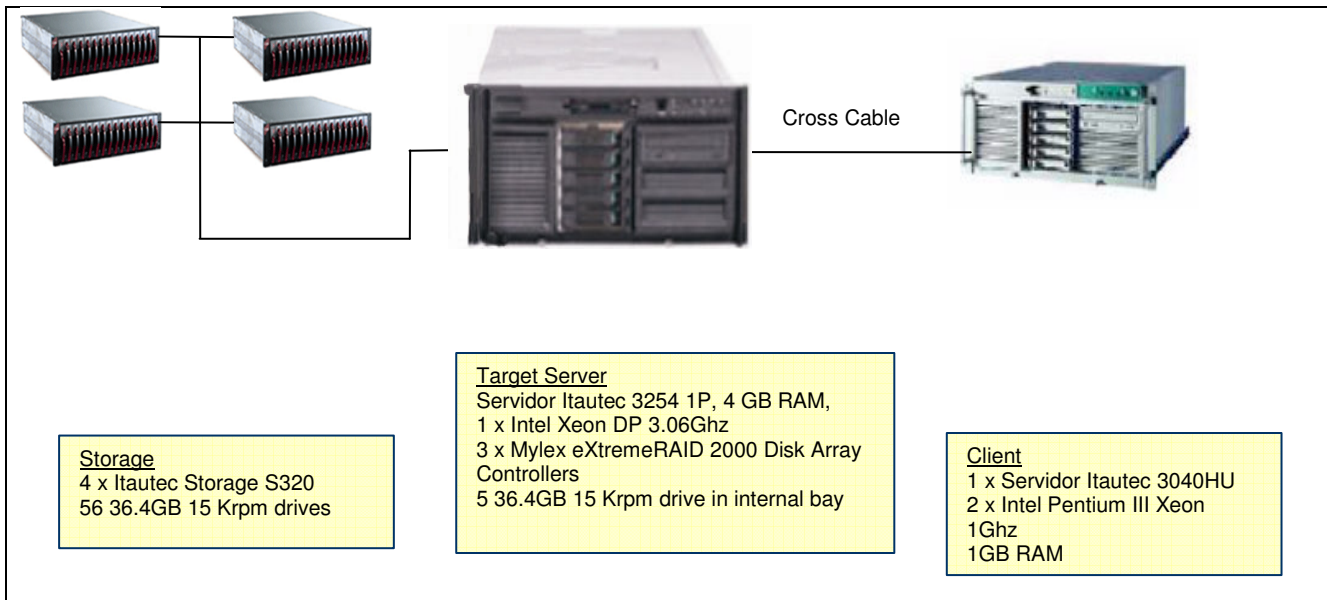 Cross Cable
Storage
4 x Itautec Storage S320
56 36.4GB 15 Krpm drives
Target Server
Servidor Itautec 3254 1P, 4 GB RAM,
1 x Intel Xeon DP 3.06Ghz
3 x Mylex eXtremeRAID 2000 Disk Array
Controllers
5 36.4GB 15 Krpm drive in internal bay
Client
1 x Servidor Itautec 3040HU
2 x Intel Pentium III Xeon
1Ghz
1GB RAM